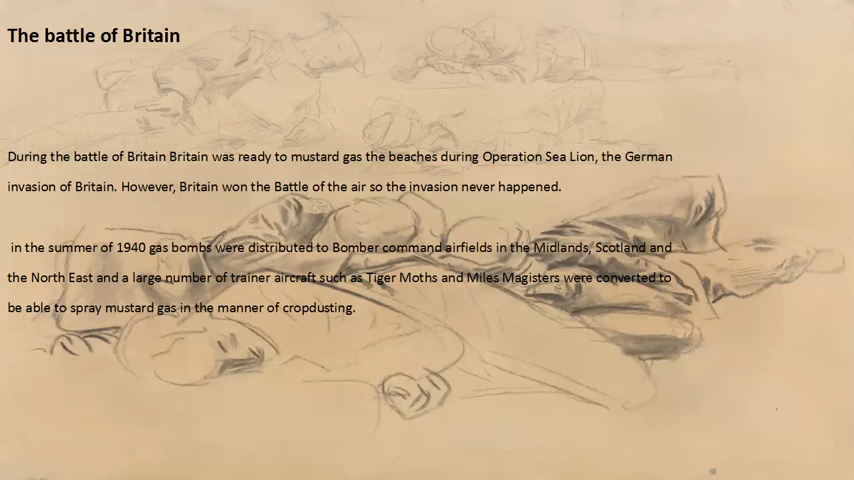 The battle of Britain
During the battle of Britain Britain was ready to mustard gas the beaches during Operation Sea Lion, the German
invasion of Britain. However, Britain won the Battle of the air so the invasion never happened.
in the summer of 1940 gas bombs were distributed to Bomber command airfields in the Midlands, Scotland and
the North East and a large number of trainer aircraft such as Tiger Moths and Miles Magisters were converted to
be able to spray mustard gas in the manner of cropdusting.